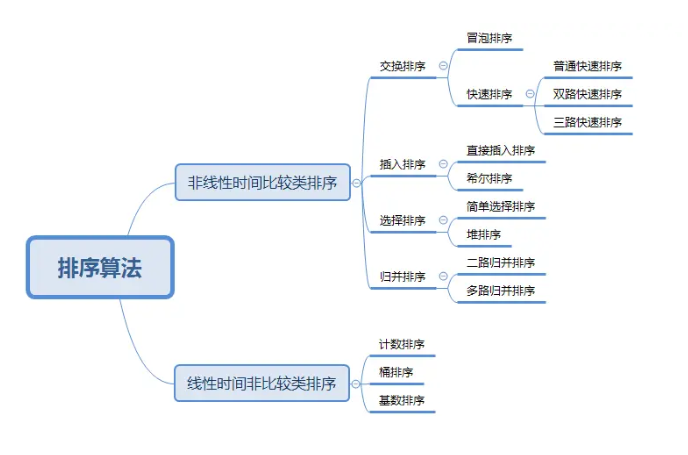 排序算法
非线性时间比较类排序
交换排序
冒泡排序
快速排序
普通快速排序
双路快速排序
三路快速排序
插入排序
直接插入排序
希尔排序
选择排序
简单选择排序
堆排序
归并排序
二路归并排序
多路归并排序
线性时间非比较类排序
计数排序
桶排序
基数排序